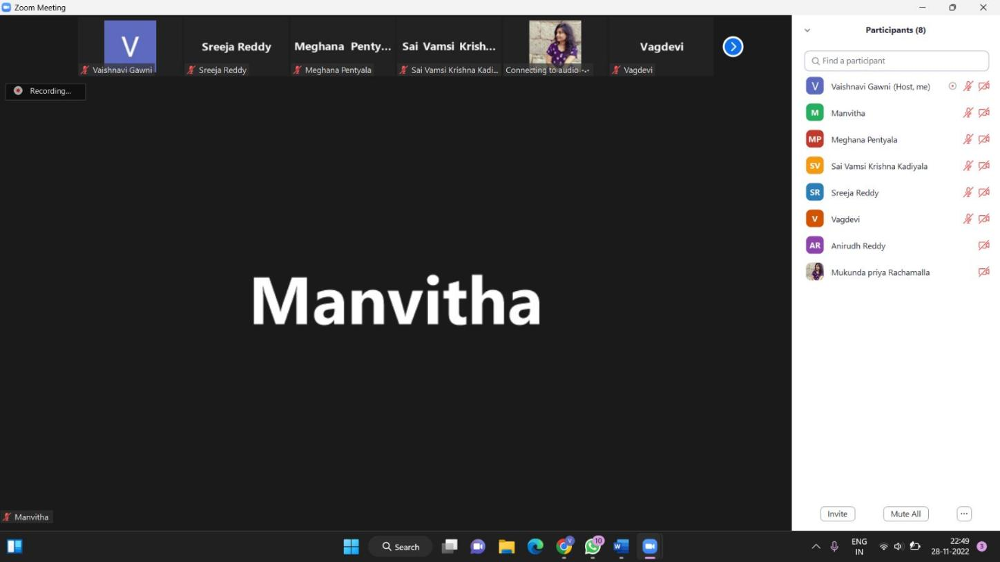 Zoom Meeting
V
Sreeja Reddy
Meghana Penty...
Sai Vamsi Krish...
Vagdevi
Vaishnavi Gawni
Sreeja Reddy
Meghana Pentyala
Sai Vamsi Krishna Kadi...
Connecting to audio
Vagdevi
Recording...
Manvitha
Manvitha
Participants (8)
Find a participant
V Vaishnavi Gawni (Host, me)
M Manvitha
MP Meghana Pentyala
SV Sai Vamsi Krishna Kadiyala
SR Sreeja Reddy
V Vagdevi
AR Anirudh Reddy
Mukunda priya Rachamalla
Invite
Mute All
...
Search
V
10
W
ENG
IN
22:49
28-11-2022
3